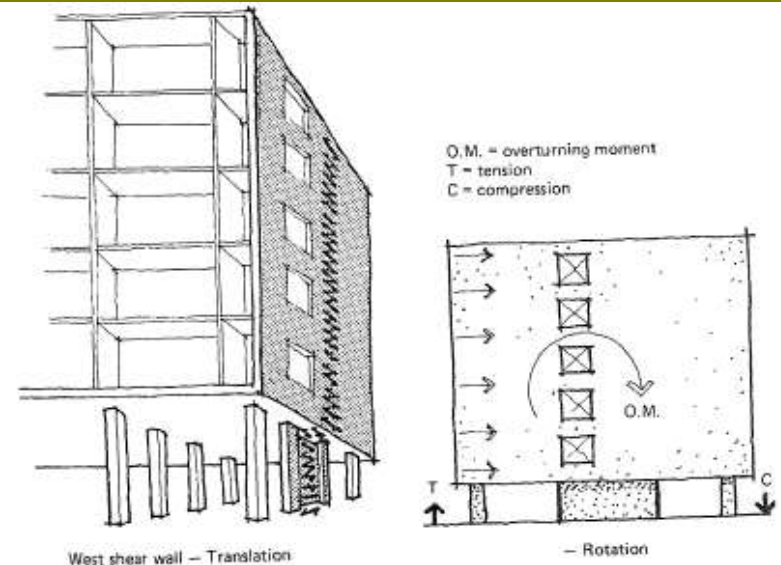 O.M. = overturning moment
T = tension
C = compression
O.M.
T
C
West shear wall – Translation
– Rotation